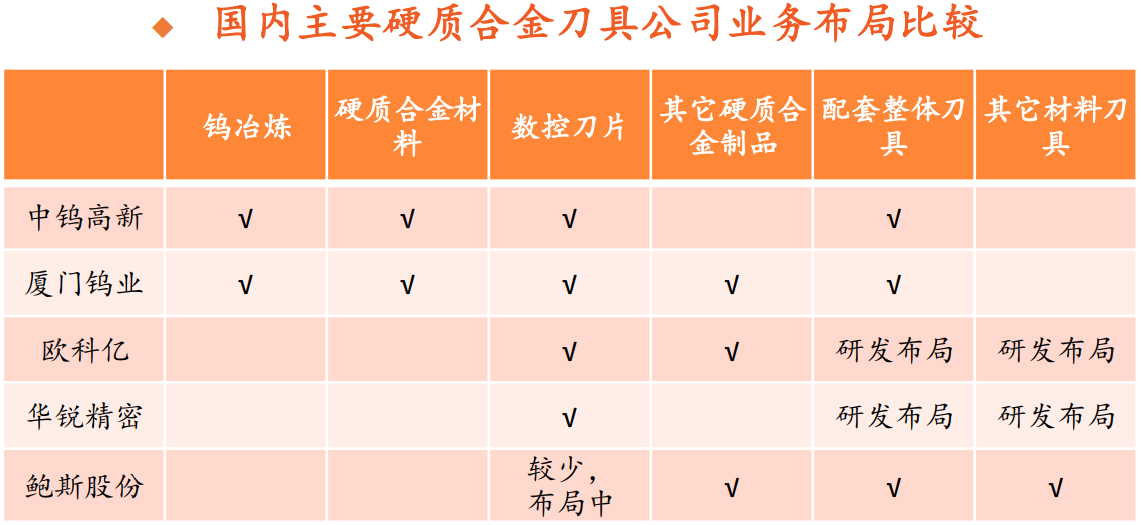 ◆ 国内主要硬质合金刀具公司业务布局比较
钨冶炼 硬质合金材料 数控刀片 其它硬质合金制品 配套整体刀具 其它材料刀具
中钨高新 √ √ √ √
厦门钨业 √ √ √ √ √
欧科亿 √ √ 研发布局 研发布局
华锐精密 √ 研发布局 研发布局
鲍斯股份 较少，布局中 √ √ √